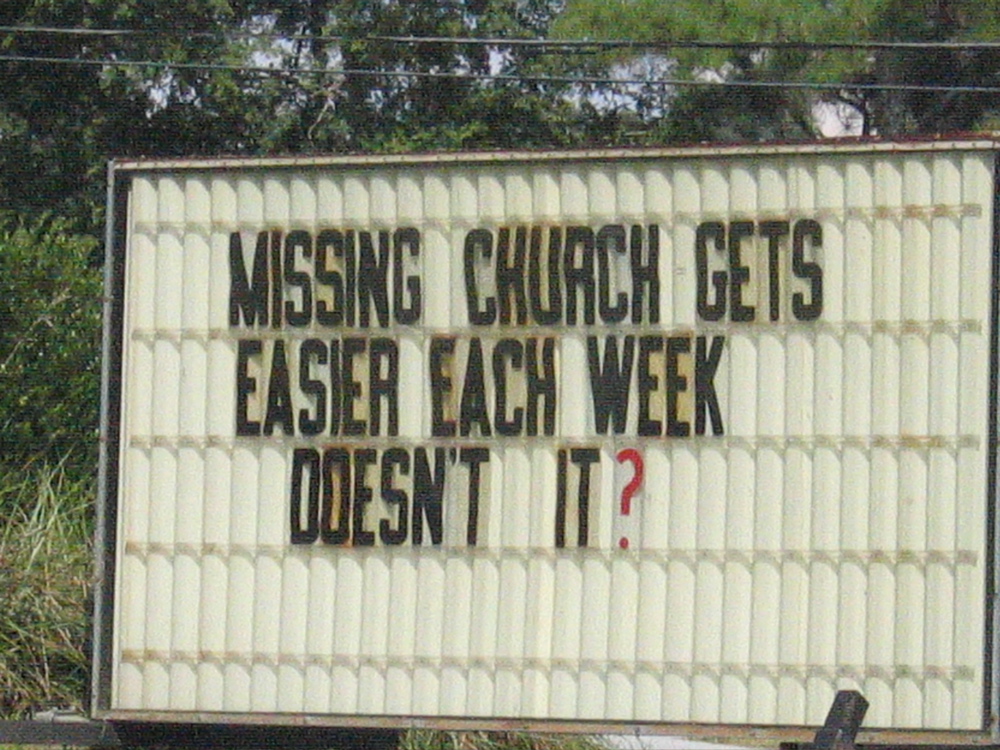 MISSING CHURCH GETS
EASIER EACH WEEK
DOESN'T IT?